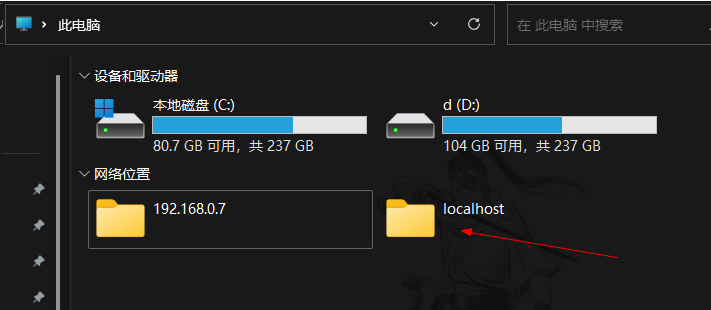 此电脑
在 此电脑 中搜索
设备和驱动器
本地磁盘 (C:)
80.7 GB 可用，共 237 GB
d (D:)
104 GB 可用，共 237 GB
网络位置
192.168.0.7
localhost